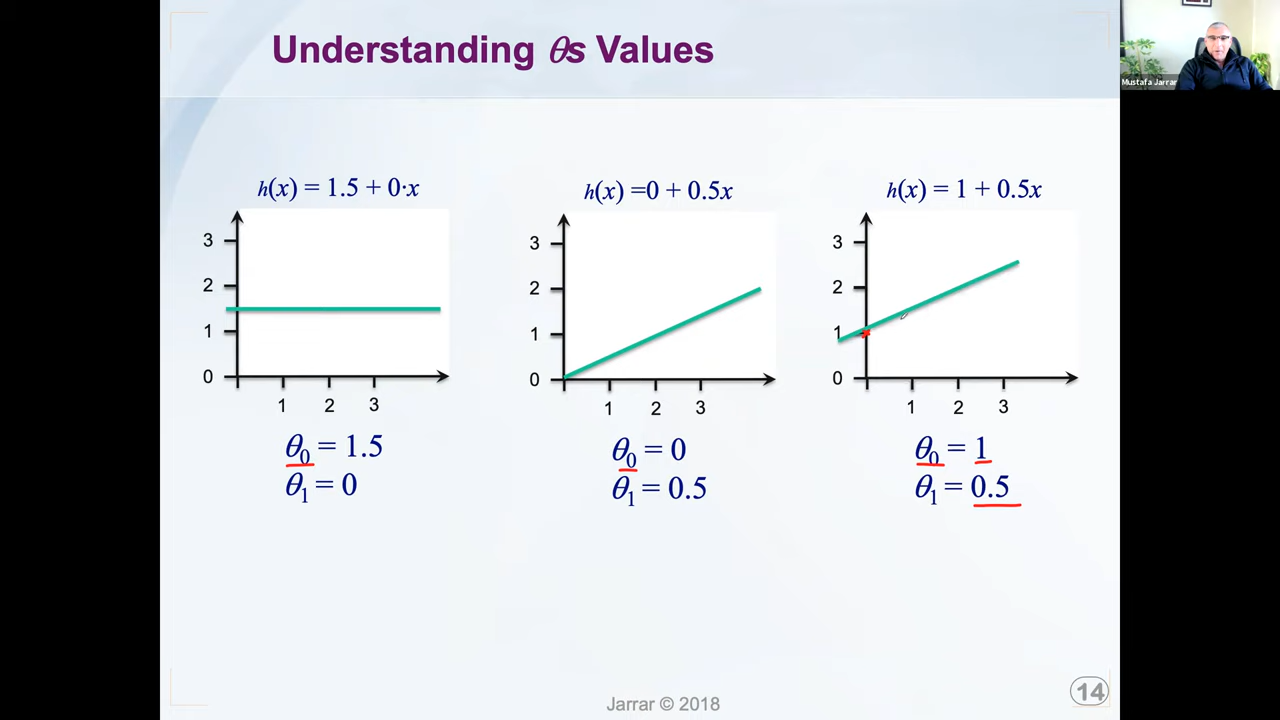 Understanding θs Values
Mustafa Jarrar
h(x) = 1.5 + 0·x
3
2
1
0
1 2 3
θ0 = 1.5
θ1 = 0
h(x) =0 + 0.5x
3
2
1
0
1 2 3
θ0 = 0
θ1 = 0.5
h(x) = 1 + 0.5x
3
2
1
0
1 2 3
θ0 = 1
θ1 = 0.5
Jarrar © 2018
14